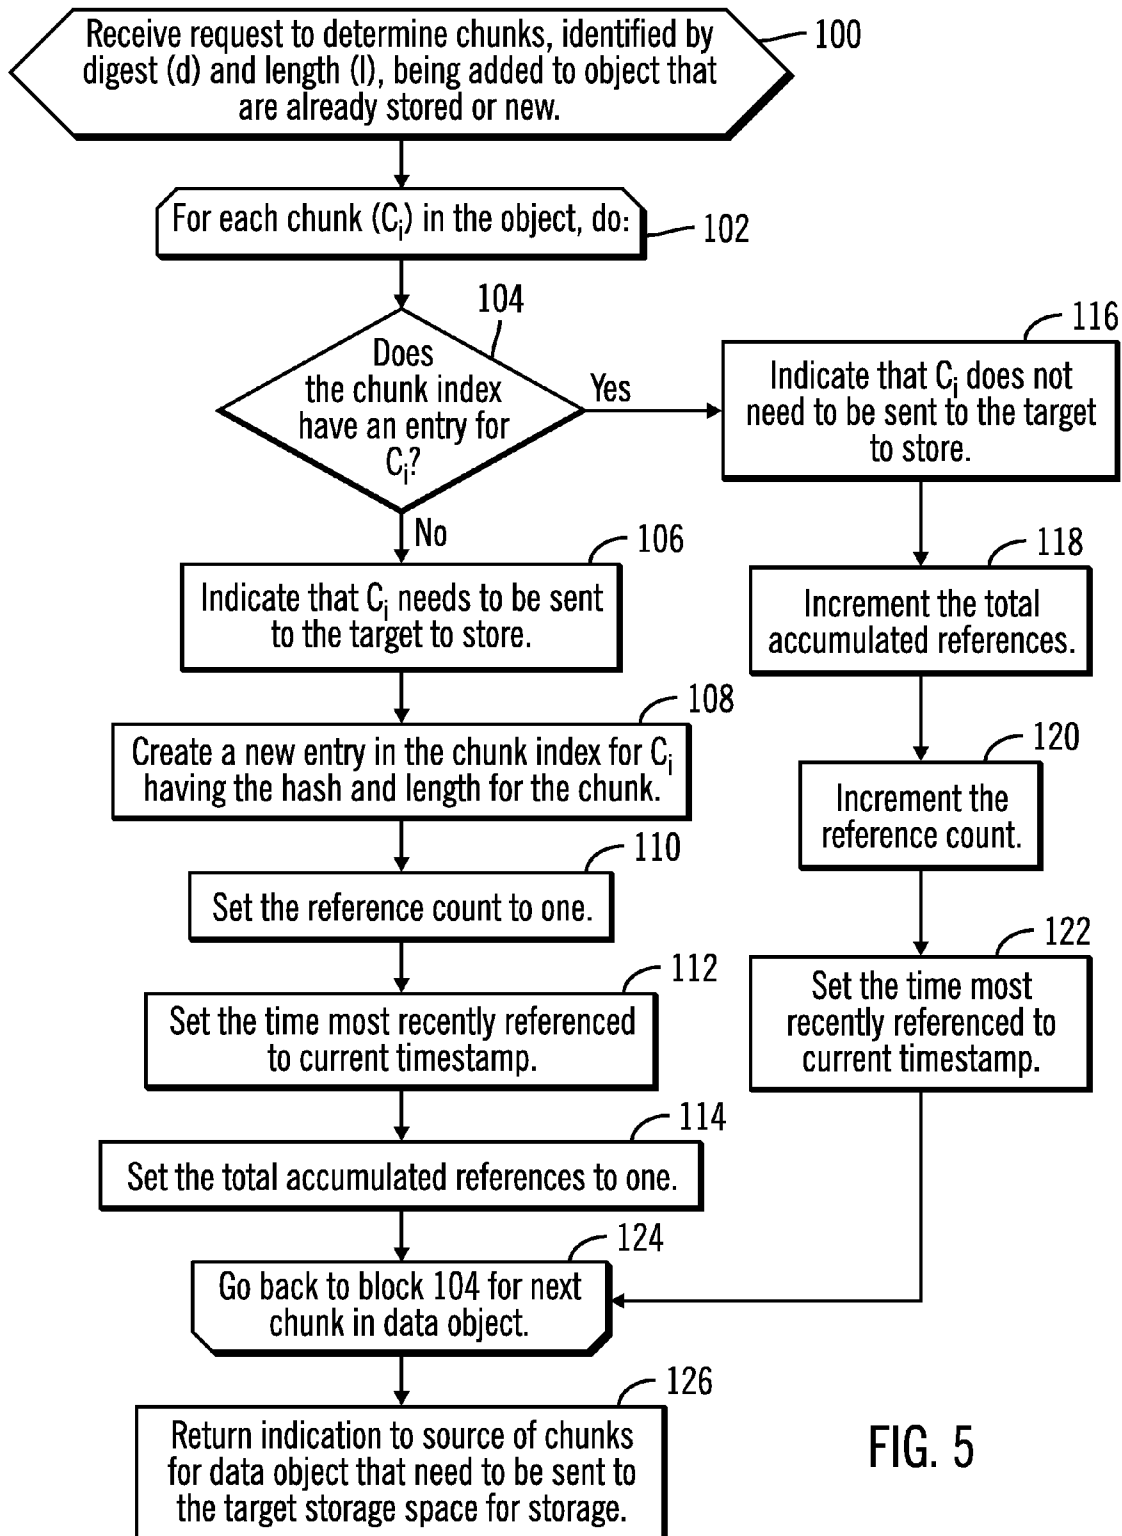 Receive request to determine chunks, identified by
digest (d) and length (l), being added to object that
are already stored or new.
100
For each chunk (Ci) in the object, do:
102
104
Does
the chunk index
have an entry for
Ci?
Yes
No
116
Indicate that Ci does not
need to be sent to the target
to store.
106
Indicate that Ci needs to be sent
to the target to store.
118
Increment the total
accumulated references.
108
Create a new entry in the chunk index for Ci
having the hash and length for the chunk.
120
Increment the
reference count.
110
Set the reference count to one.
122
Set the time most
recently referenced to
current timestamp.
112
Set the time most recently referenced
to current timestamp.
114
Set the total accumulated references to one.
124
Go back to block 104 for next
chunk in data object.
126
Return indication to source of chunks
for data object that need to be sent to
the target storage space for storage.
FIG. 5